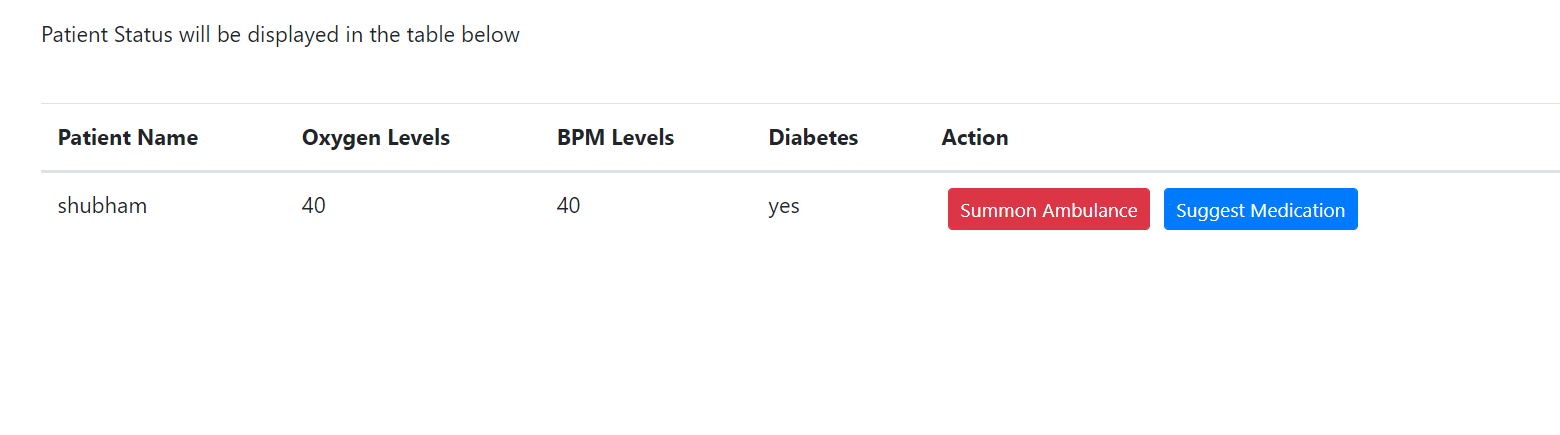 Patient Status will be displayed in the table below
Patient Name Oxygen Levels BPM Levels Diabetes Action
shubham 40 40 yes Summon Ambulance Suggest Medication